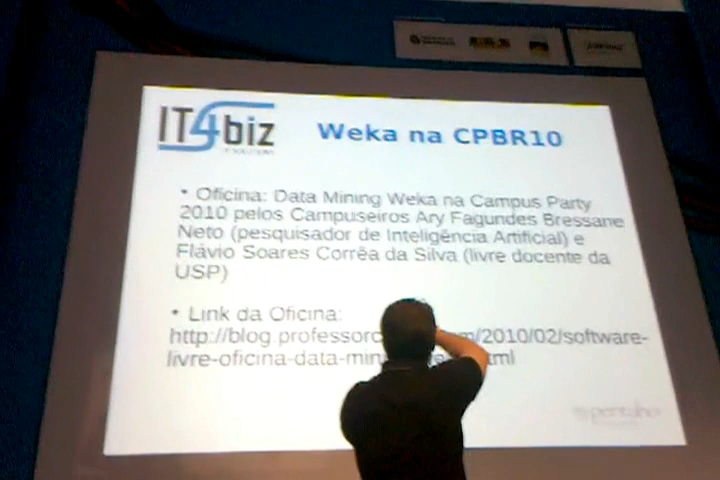 IT4biz
Weka na CPBR10
• Oficina: Data Mining Weka na Campus Party
2010 pelos Campuseiros Ary Fagundes Bressane
Neto (pesquisador de Inteligência Artificial) e
Flávio Soares Corrêa da Silva (livre docente da
USP)
• Link da Oficina:
http://blog.professorc m/2010/02/software-
livre-oficina-data-min tml
pentaho